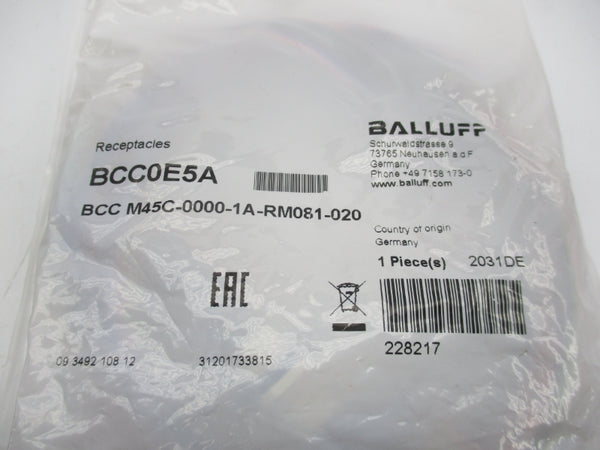 Receptacles
BCC0E5A
BCC M45C-0000-1A-RM081-020
BALLUFF
Schurwaldstrasse 9
73765 Neuhausen a.d.F
Germany
Phone +49 7158 173-0
www.balluff.com
Country of origin
Germany
1 Piece(s) 2031DE
EAC
228217
09 3492 108 12 31201733815